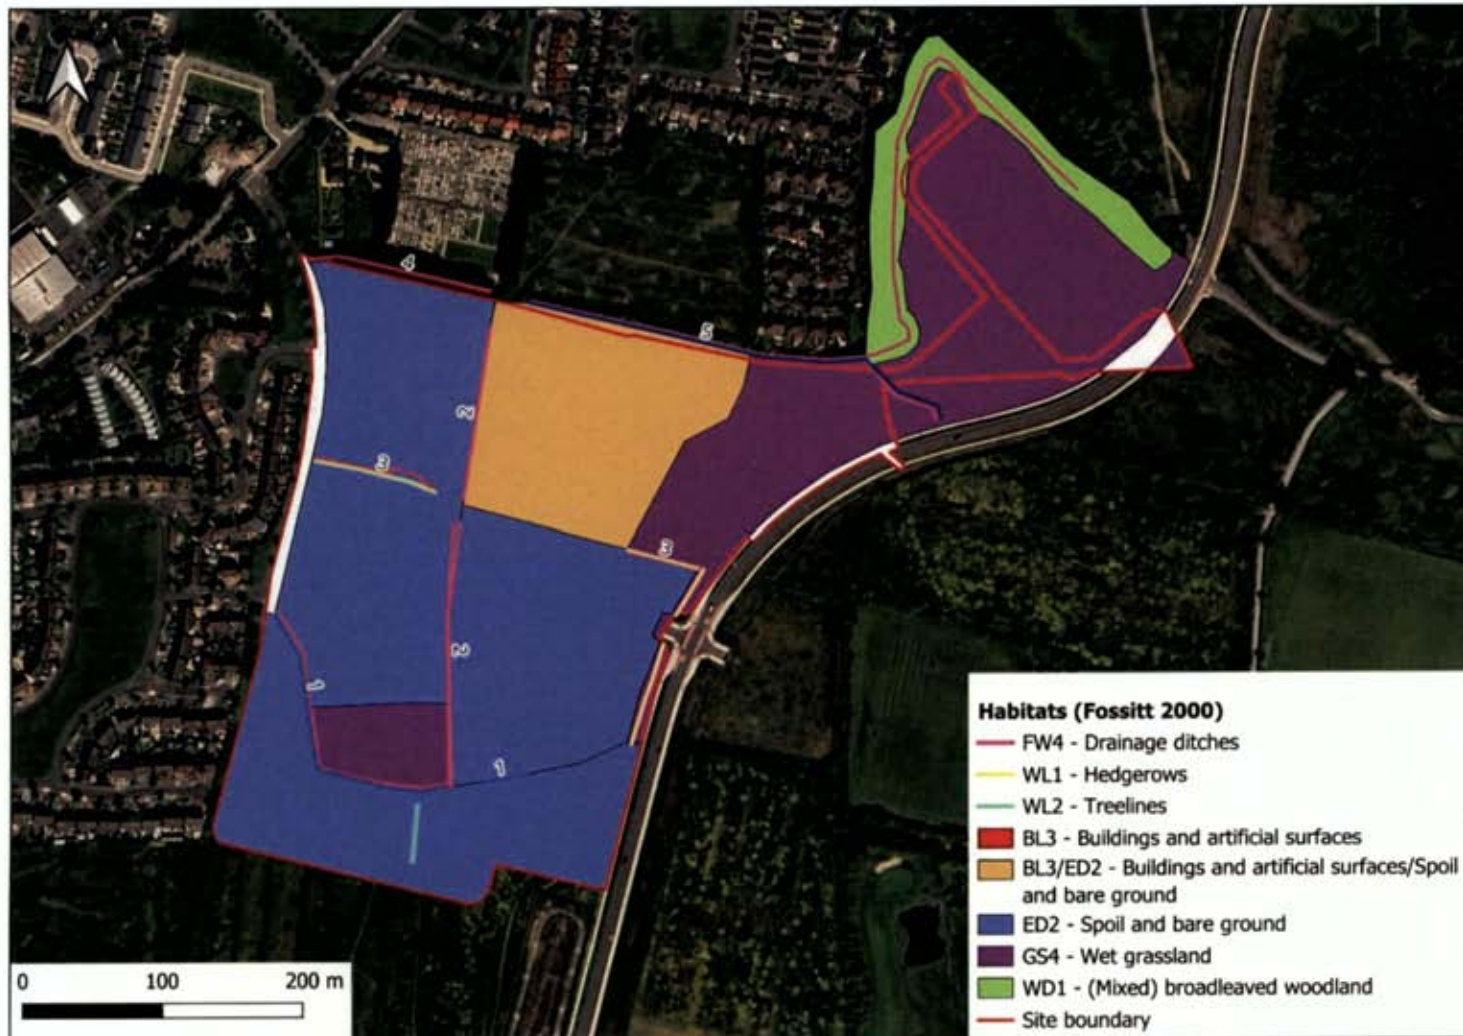 4
5
2
3
3
2
1
1
Habitats (Fossitt 2000)
FW4 - Drainage ditches
WL1 - Hedgerows
WL2 - Treelines
BL3 - Buildings and artificial surfaces
BL3/ED2 - Buildings and artificial surfaces/Spoil
and bare ground
ED2 - Spoil and bare ground
GS4 - Wet grassland
WD1 - (Mixed) broadleaved woodland
Site boundary
0 100 200 m